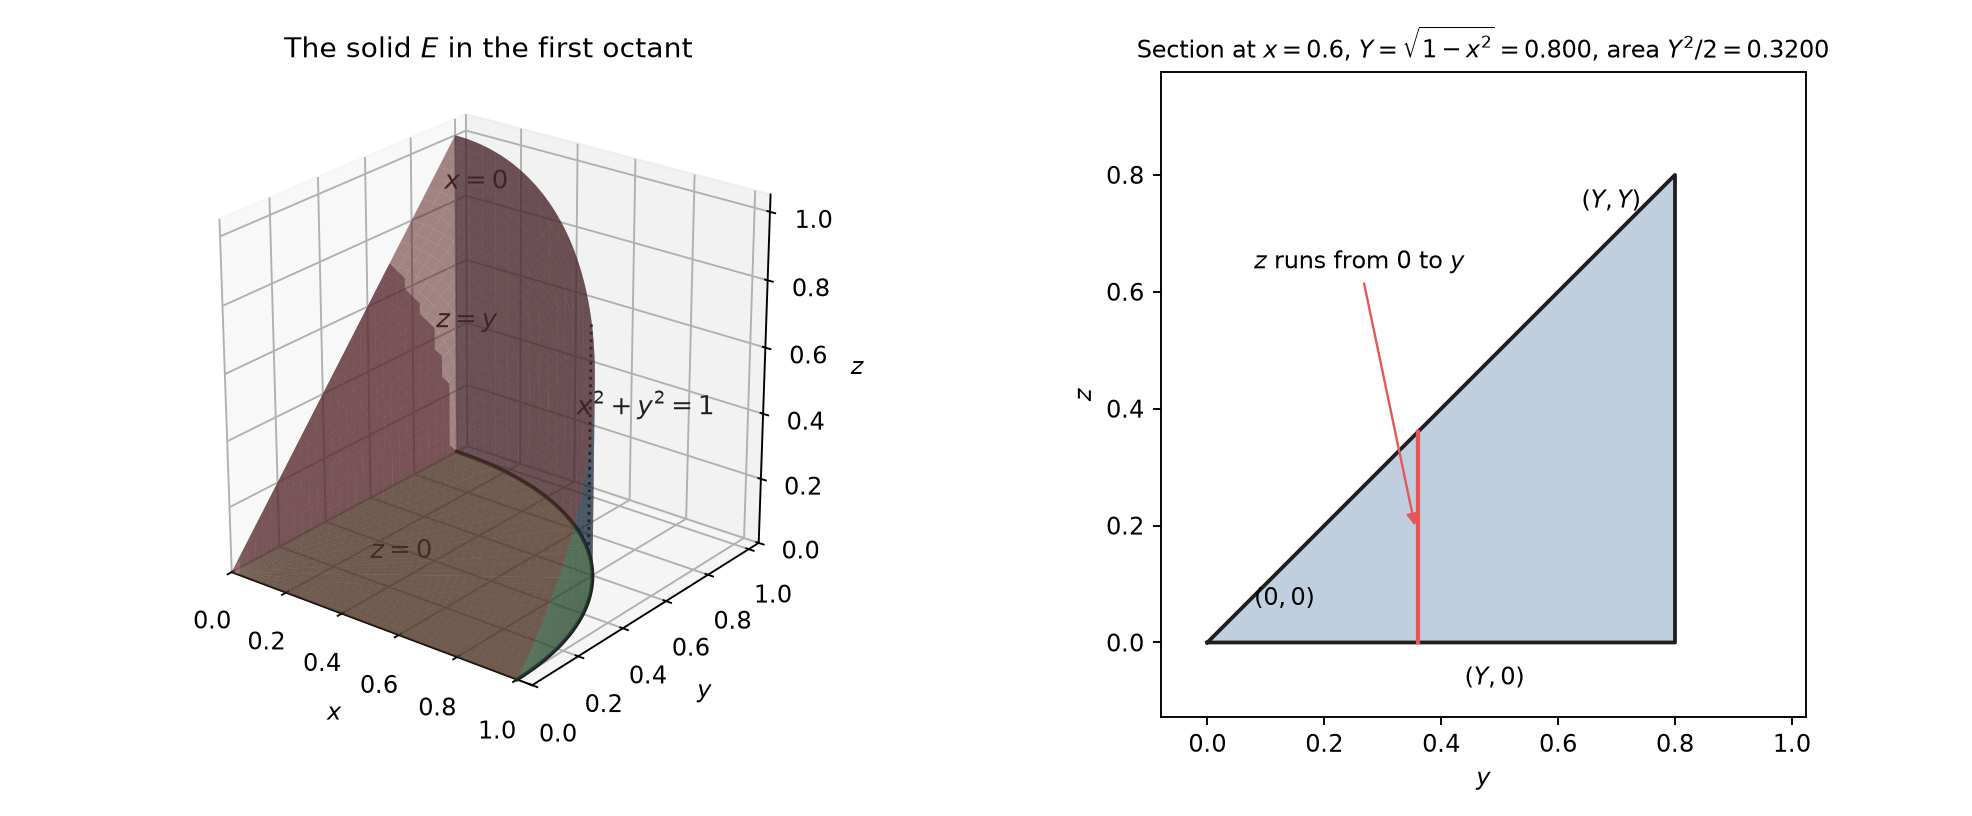 The solid E in the first octant
x = 0
z = y
x² + y² = 1
z = 0
0.0
0.2
0.4
0.6
0.8
1.0
x
0.0
0.2
0.4
0.6
0.8
1.0
y
0.0
0.2
0.4
0.6
0.8
1.0
z
Section at x = 0.6, Y = √(1 − x²) = 0.800, area Y²/2 = 0.3200
(Y, Y)
z runs from 0 to y
(0, 0)
(Y, 0)
0.8
0.6
0.4
0.2
0.0
z
0.0 0.2 0.4 0.6 0.8 1.0
y